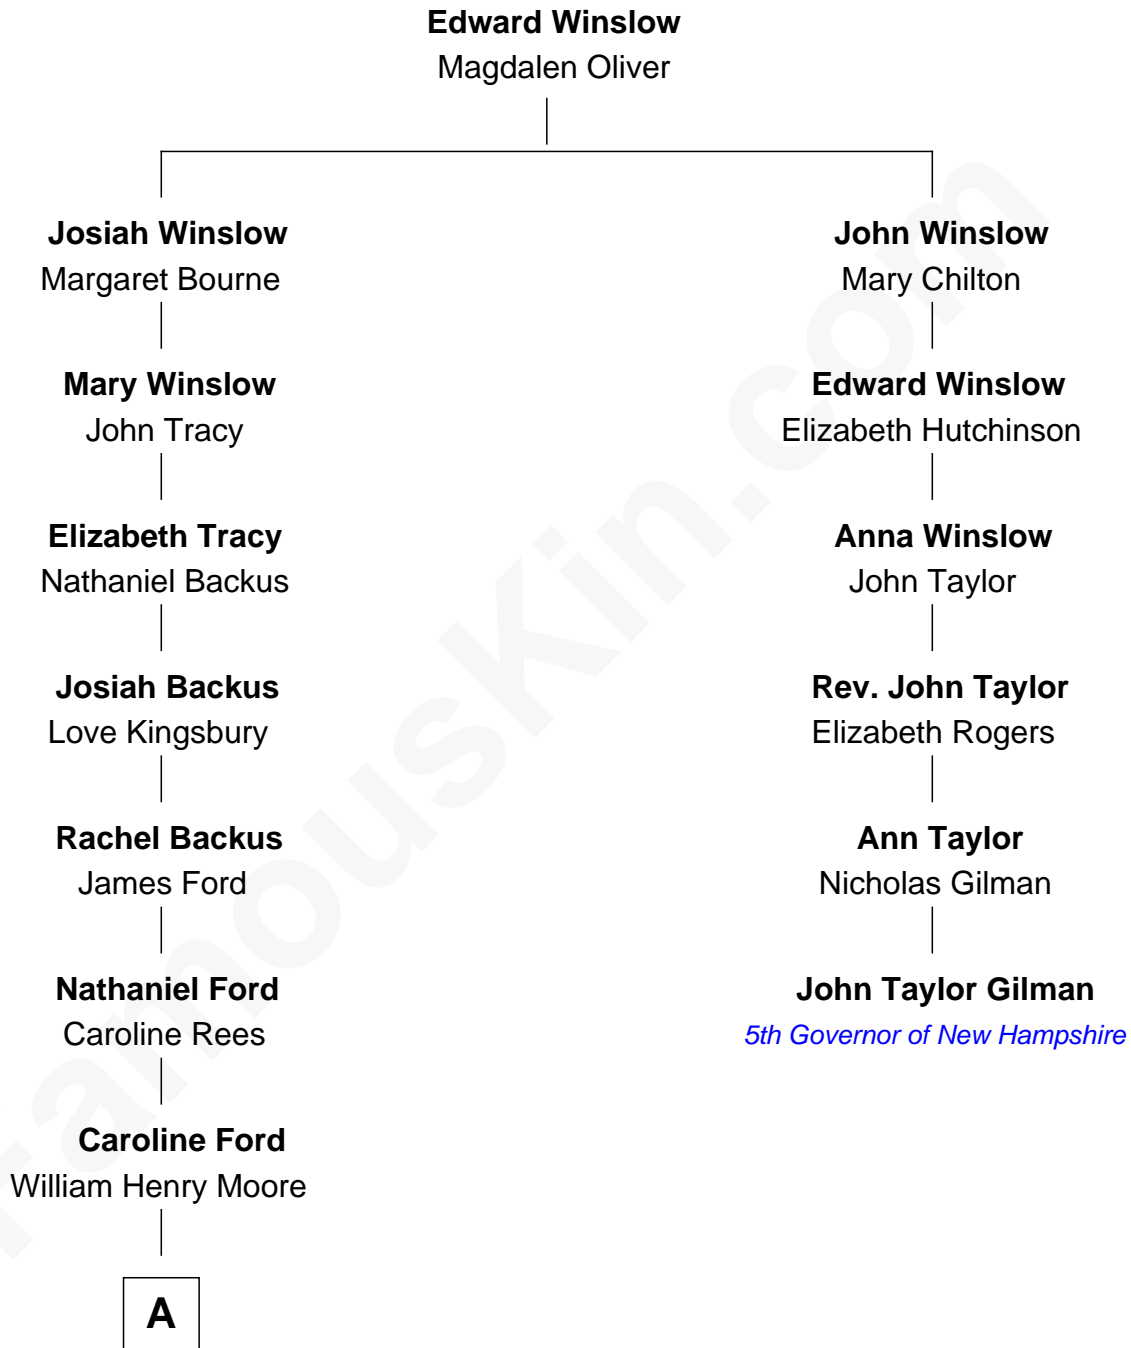 Edward Winslow
Magdalen Oliver
Josiah Winslow
Margaret Bourne
John Winslow
Mary Chilton
Mary Winslow
John Tracy
Edward Winslow
Elizabeth Hutchinson
Elizabeth Tracy
Nathaniel Backus
Anna Winslow
John Taylor
Josiah Backus
Love Kingsbury
Rev. John Taylor
Elizabeth Rogers
Rachel Backus
James Ford
Ann Taylor
Nicholas Gilman
Nathaniel Ford
Caroline Rees
John Taylor Gilman
5th Governor of New Hampshire
Caroline Ford
William Henry Moore
A
FamousKin.com